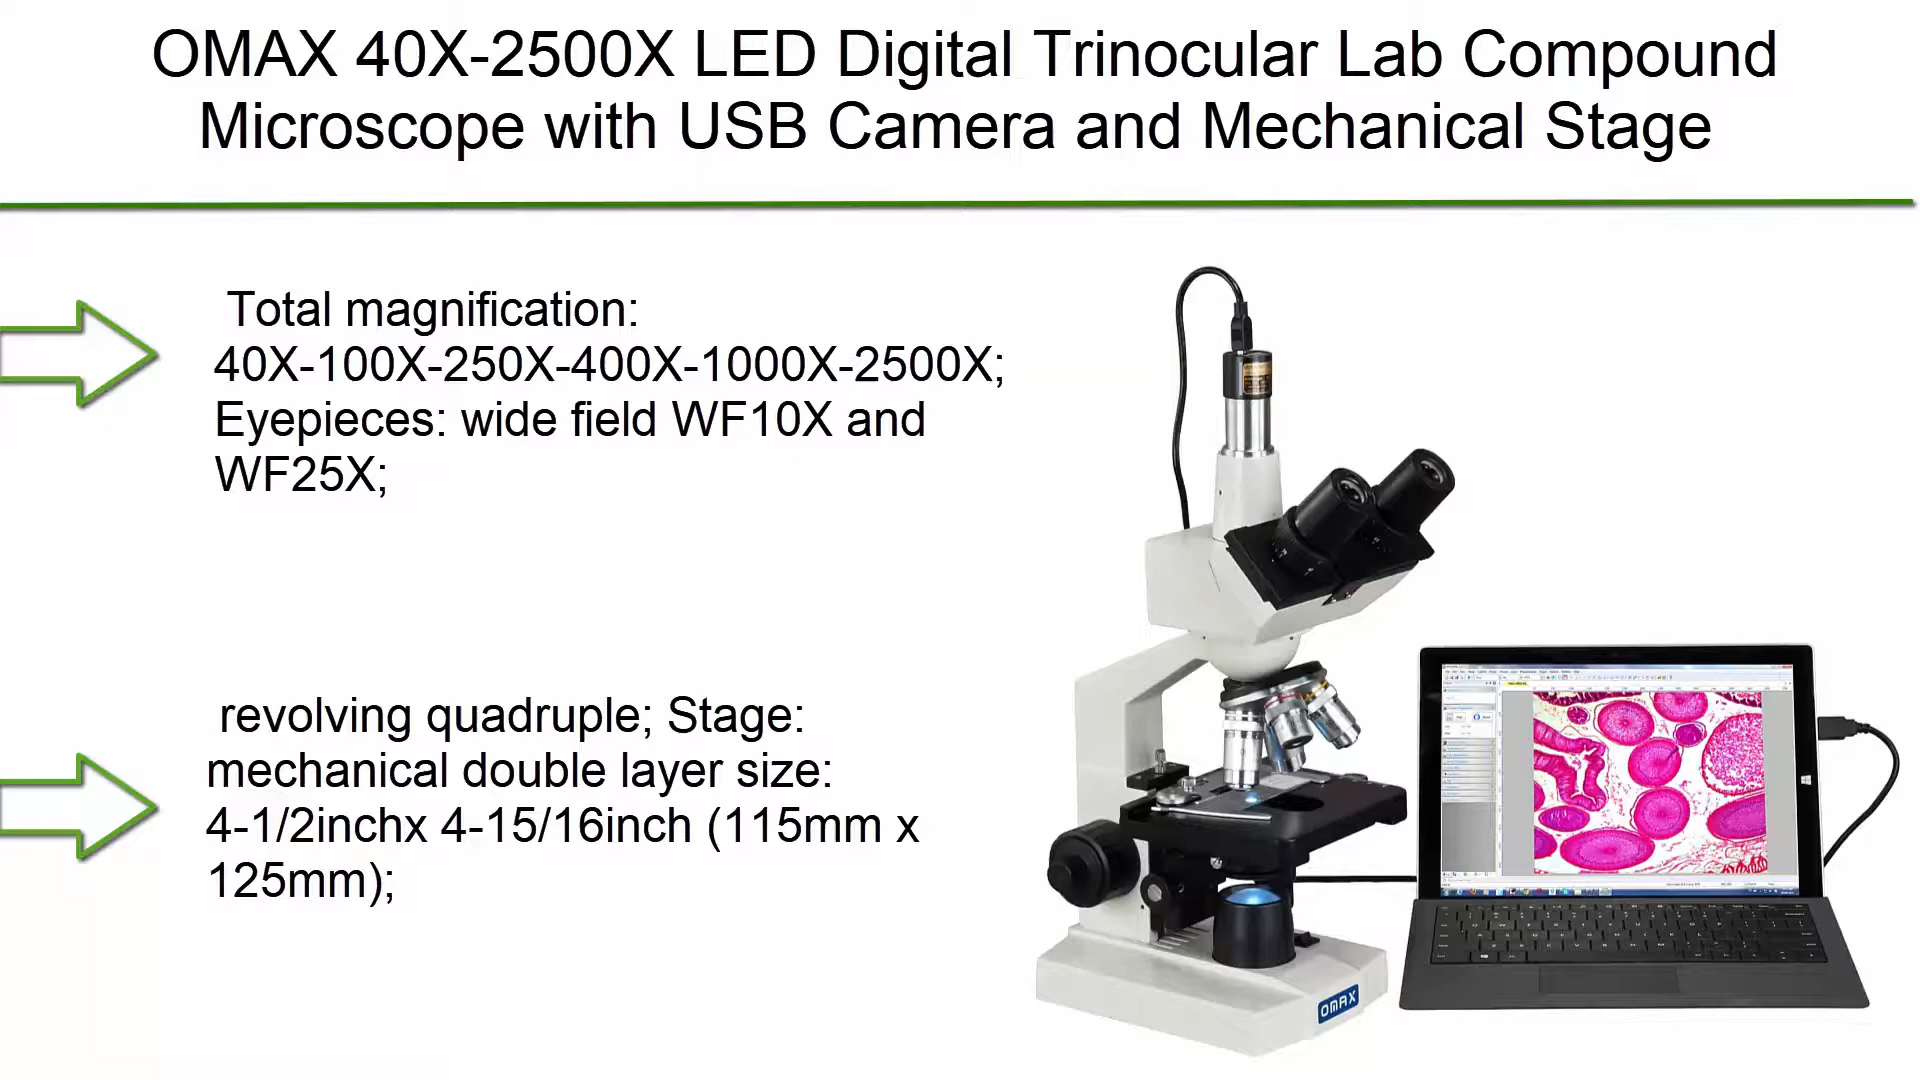 OMAX 40X-2500X LED Digital Trinocular Lab Compound
Microscope with USB Camera and Mechanical Stage
Total magnification:
40X-100X-250X-400X-1000X-2500X;
Eyepieces: wide field WF10X and
WF25X;
revolving quadruple; Stage:
mechanical double layer size:
4-1/2inchx 4-15/16inch (115mm x
125mm);
OMAX